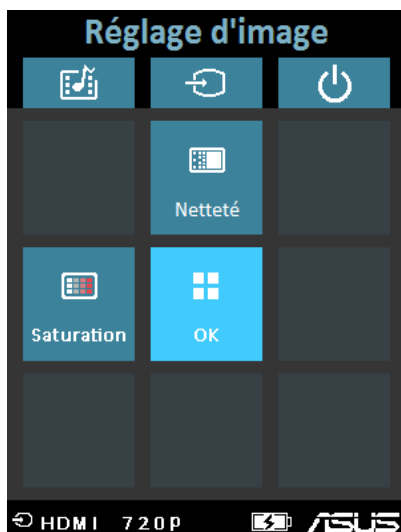 Réglage d'image
Netteté
Saturation
OK
HDMI 720P ASUS